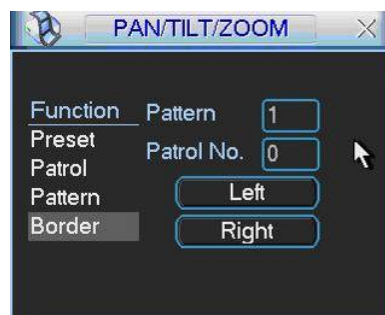 PAN/TILT/ZOOM
Function Pattern 1
Preset
Patrol No. 0
Patrol
Pattern Left
Border Right